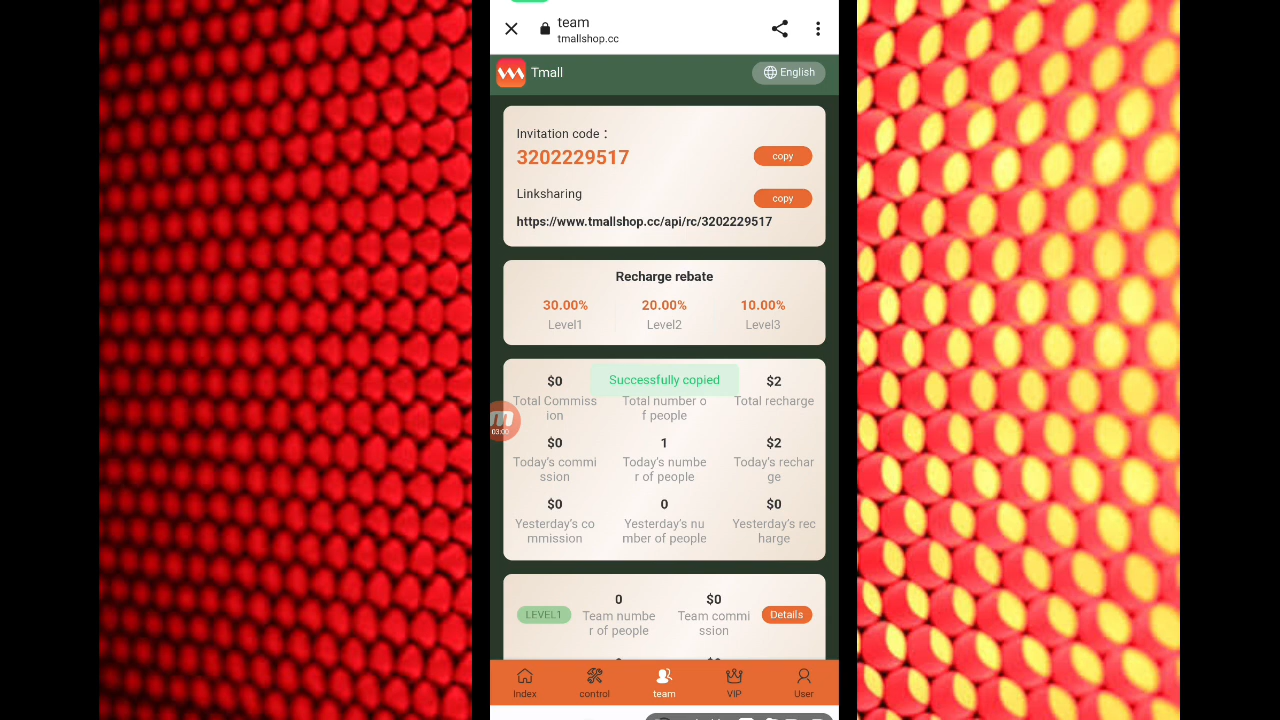 team
tmallshop.cc
Tmall
English
Invitation code：
3202229517
copy
Linksharing
copy
https://www.tmallshop.cc/api/rc/3202229517
Recharge rebate
30.00% 20.00% 10.00%
Level1 Level2 Level3
$0 $2
Successfully copied
Total Commiss
ion
Total number o
f people
Total recharge
03:00
$0 1 $2
Today's commi
ssion
Today's numbe
r of people
Today's rechar
ge
$0 0 $0
Yesterday's co
mmission
Yesterday's nu
mber of people
Yesterday's rec
harge
LEVEL1
0
Team numbe
r of people
$0
Team commi
ssion
Details
Index control team VIP User